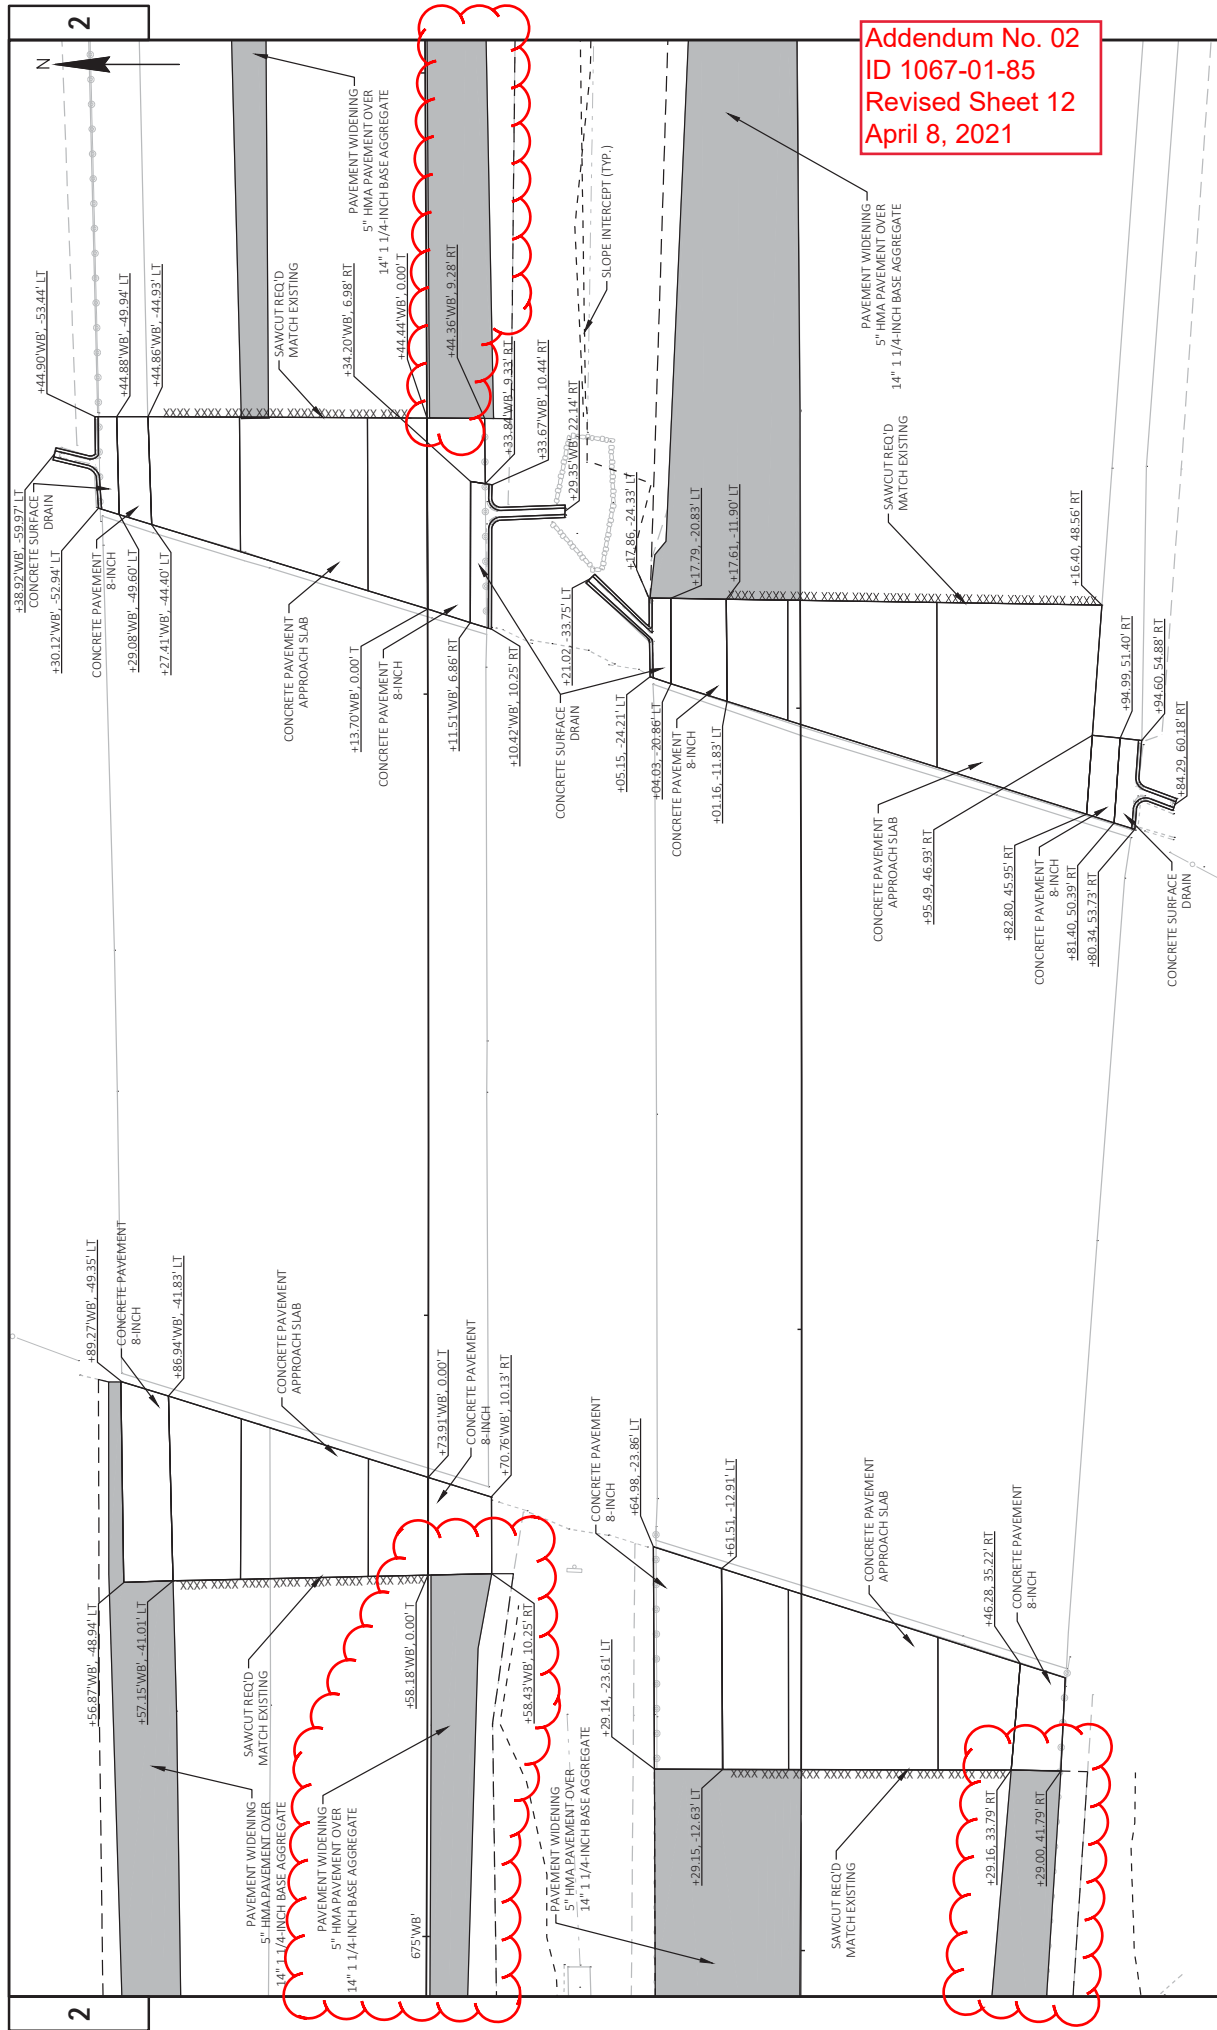 2
N
Addendum No. 02
ID 1067-01-85
Revised Sheet 12
April 8, 2021
+38.92'WB', -59.97' LT
CONCRETE SURFACE
DRAIN
+30.12'WB', -52.94' LT
CONCRETE PAVEMENT
8-INCH
+29.08'WB', -49.60' LT
+27.41'WB', -44.40' LT
+44.90'WB', -53.44' LT
+44.88'WB', -49.94' LT
+44.86'WB', -44.93' LT
SAWCUT REQ'D
MATCH EXISTING
PAVEMENT WIDENING
5" HMA PAVEMENT OVER
14" 1 1/4-INCH BASE AGGREGATE
+34.20'WB', 6.98' RT
+44.44'WB', 0.00' T
+44.36'WB', 9.28' RT
CONCRETE PAVEMENT
APPROACH SLAB
+13.70'WB', 0.00' T
CONCRETE PAVEMENT
8-INCH
+11.51'WB', 6.86' RT
+10.42'WB', 10.25' RT
+33.84'WB', 9.33' RT
+33.67'WB', 10.44' RT
+29.35'WB', 22.14' RT
SLOPE INTERCEPT (TYP.)
CONCRETE SURFACE
DRAIN
+21.02, -33.75' LT
+05.15, -24.21' LT
+04.03, -20.86' LT
CONCRETE PAVEMENT
8-INCH
+01.16, -11.83' LT
+17.86, -24.33' LT
+17.79, -20.83' LT
+17.61, -11.90' LT
PAVEMENT WIDENING
5" HMA PAVEMENT OVER
14" 1 1/4-INCH BASE AGGREGATE
SAWCUT REQ'D
MATCH EXISTING
CONCRETE PAVEMENT
APPROACH SLAB
+16.40, 48.56' RT
+95.49, 46.93' RT
+82.80, 45.95' RT
CONCRETE PAVEMENT
8-INCH
+81.40, 50.39' RT
+80.34, 53.73' RT
+94.99, 51.40' RT
+94.60, 54.88' RT
+84.29, 60.18' RT
CONCRETE SURFACE
DRAIN
+89.27'WB', -49.35' LT
CONCRETE PAVEMENT
8-INCH
+86.94'WB', -41.83' LT
CONCRETE PAVEMENT
APPROACH SLAB
+73.91'WB', 0.00' T
CONCRETE PAVEMENT
8-INCH
+70.76'WB', 10.13' RT
+56.87'WB', -48.94' LT
+57.15'WB', -41.01' LT
SAWCUT REQ'D
MATCH EXISTING
+58.18'WB', 0.00' T
+58.43'WB', 10.25' RT
PAVEMENT WIDENING
5" HMA PAVEMENT OVER
14" 1 1/4-INCH BASE AGGREGATE
PAVEMENT WIDENING
5" HMA PAVEMENT OVER
14" 1 1/4-INCH BASE AGGREGATE
675'WB'
CONCRETE PAVEMENT
8-INCH
+64.98, -23.86' LT
+61.51, -12.91' LT
+29.14, -23.61' LT
PAVEMENT WIDENING
5" HMA PAVEMENT OVER
14" 1 1/4-INCH BASE AGGREGATE
+29.15, -12.63' LT
CONCRETE PAVEMENT
APPROACH SLAB
+46.28, 35.22' RT
CONCRETE PAVEMENT
8-INCH
SAWCUT REQ'D
MATCH EXISTING
+29.16, 33.79' RT
+29.00, 41.79' RT
2